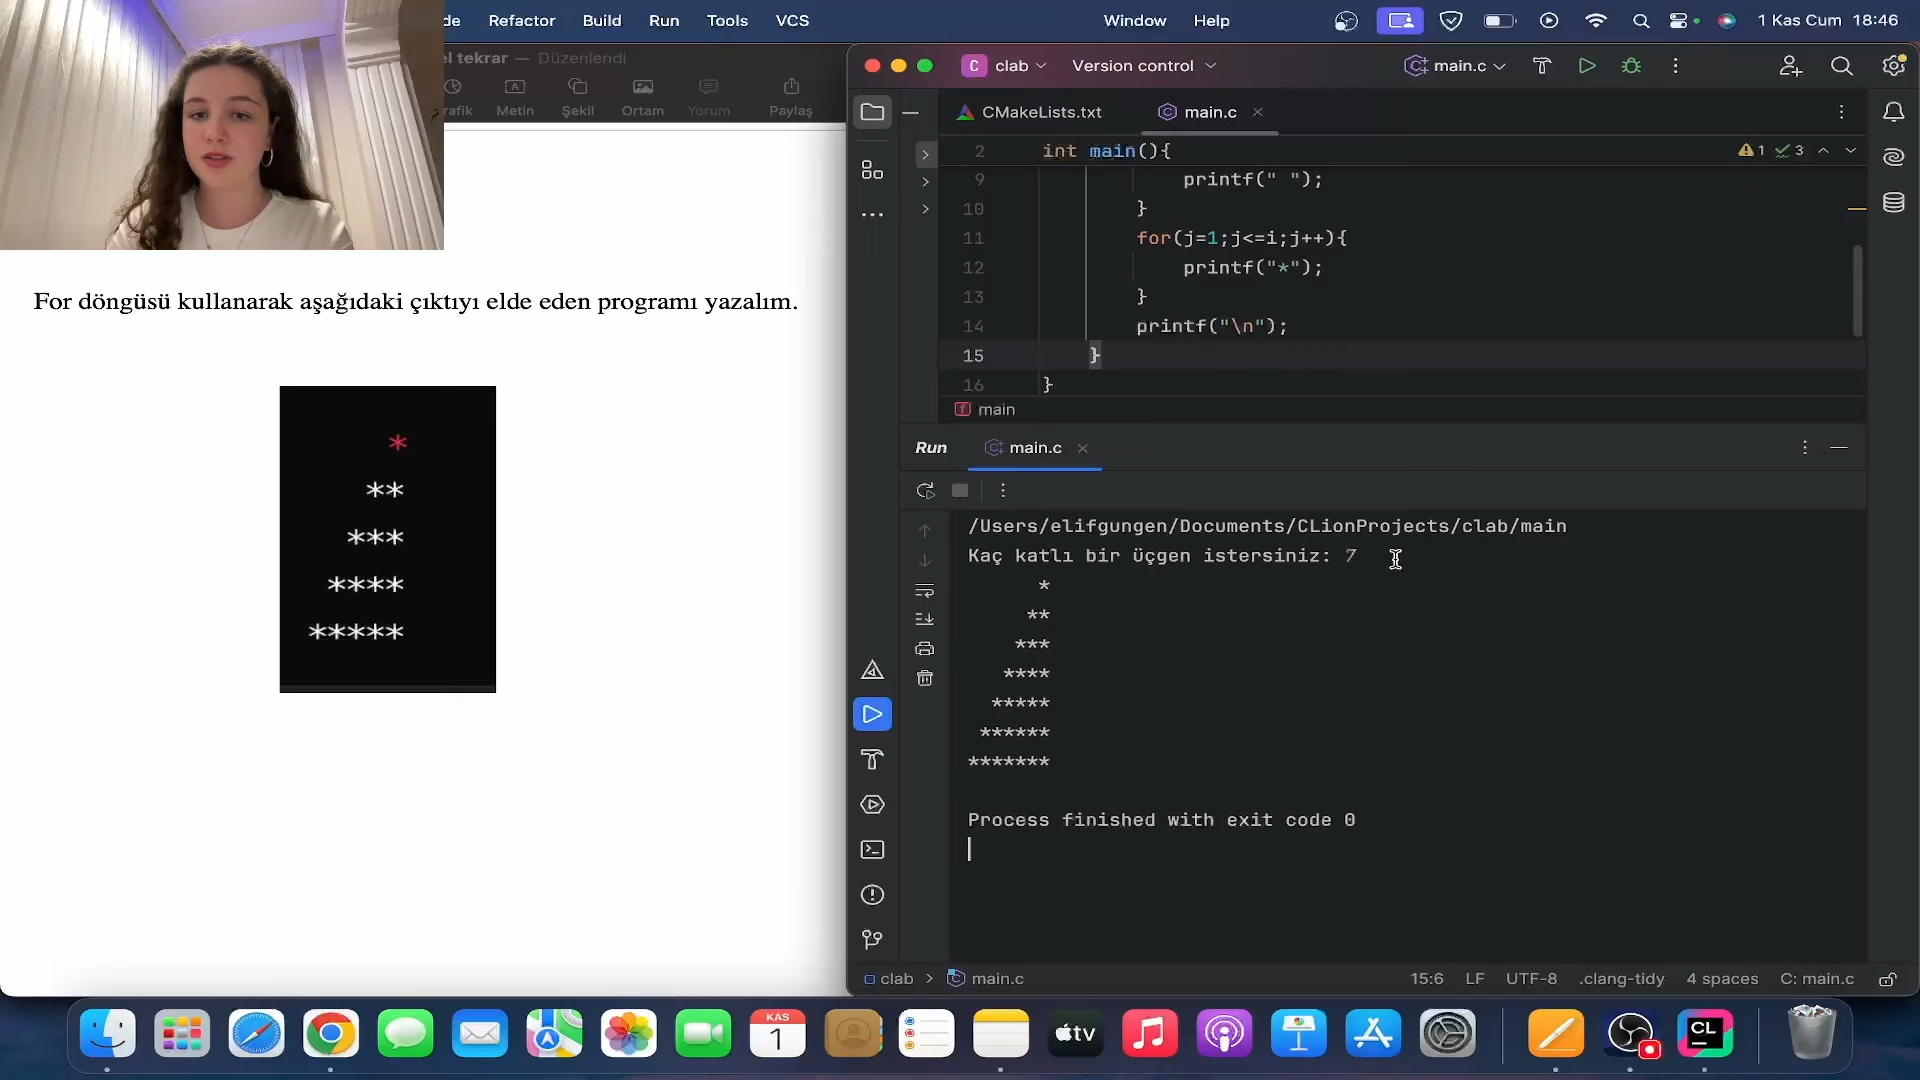 de Refactor Build Run Tools VCS Window Help 1 Kas Cum 18:46
el tekrar — Düzenlendi
rafik Metin Şekil Ortam Yorum Paylaş
For döngüsü kullanarak aşağıdaki çıktıyı elde eden programı yazalım.
*
**
***
****
*****
C clab Version control main.c
CMakeLists.txt main.c
2 int main(){ 1 3
9 printf(" ");
10 }
11 for(j=1;j<=i;j++){
12 printf("*");
13 }
14 printf("\n");
15 }
16 }
f main
Run main.c
/Users/elifgungen/Documents/CLionProjects/clab/main
Kaç katlı bir üçgen istersiniz: 7
*
**
***
****
*****
******
*******
Process finished with exit code 0
clab > main.c 15:6 LF UTF-8 .clang-tidy 4 spaces C: main.c
KAS
1
tv
CL